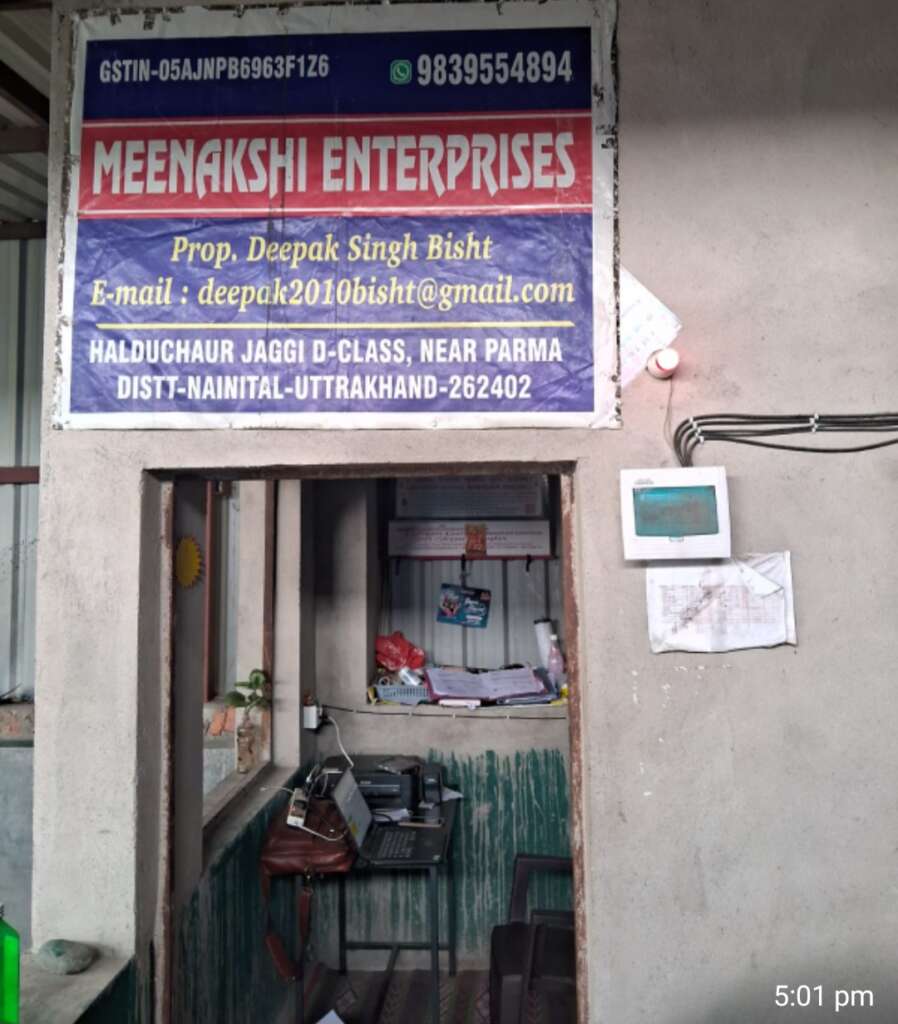 GSTIN-05AJNPB6963F1Z6 9839554894
MEENAKSHI ENTERPRISES
Prop. Deepak Singh Bisht
E-mail : deepak2010bisht@gmail.com
HALDUCHAUR JAGGI D-CLASS, NEAR PARMA
DISTT-NAINITAL-UTTRAKHAND-262402
5:01 pm